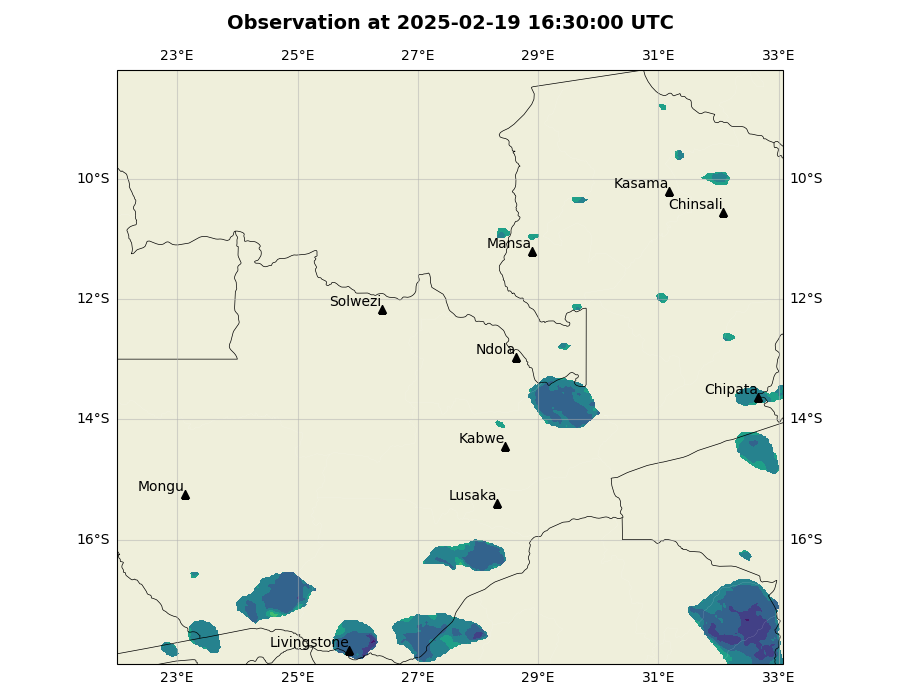 Observation at 2025-02-19 16:30:00 UTC
23°E 25°E 27°E 29°E 31°E 33°E
10°S 10°S
Kasama
Chinsali
Mansa
12°S 12°S
Solwezi
Ndola
Chipata
14°S 14°S
Kabwe
Mongu
Lusaka
16°S 16°S
Livingstone
23°E 25°E 27°E 29°E 31°E 33°E